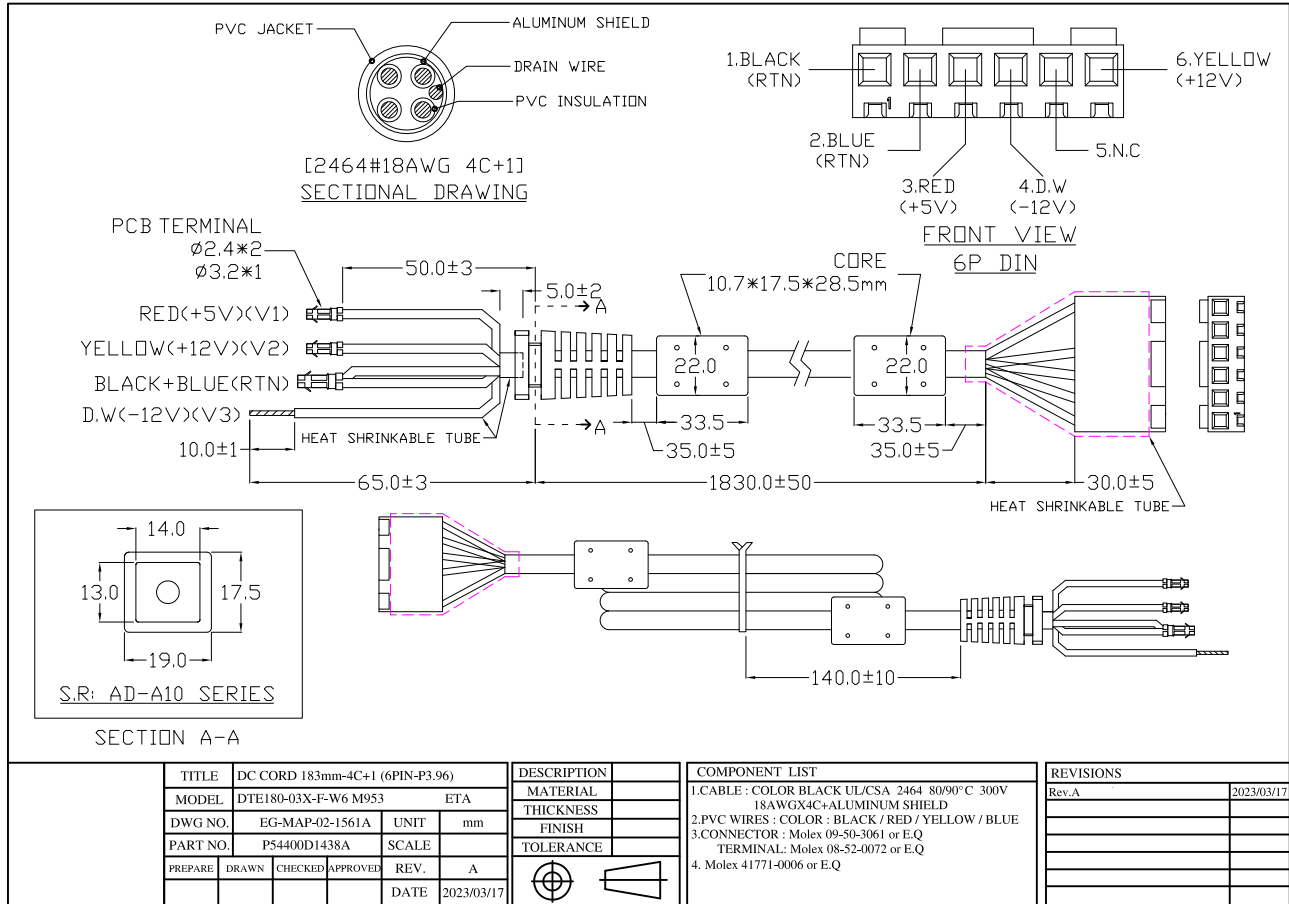 PVC JACKET
ALUMINUM SHIELD
DRAIN WIRE
PVC INSULATION
[2464#18AWG 4C+1]
SECTIONAL DRAWING
1.BLACK
(RTN)
2.BLUE
(RTN)
3.RED
(+5V)
4.D.W
(-12V)
5.N.C
6.YELLOW
(+12V)
1
FRONT VIEW
6P DIN
PCB TERMINAL
Ø2.4*2
Ø3.2*1
50.0±3
5.0±2
A
CORE
10.7*17.5*28.5mm
RED(+5V)(V1)
YELLOW(+12V)(V2)
BLACK+BLUE(RTN)
D.W(-12V)(V3)
22.0
22.0
10.0±1
HEAT SHRINKABLE TUBE
A
33.5
35.0±5
33.5
35.0±5
65.0±3
1830.0±50
30.0±5
HEAT SHRINKABLE TUBE
1
14.0
13.0
17.5
19.0
S.R: AD-A10 SERIES
SECTION A-A
140.0±10
TITLE DC CORD 183mm-4C+1 (6PIN-P3.96)
MODEL DTE180-03X-F-W6 M953 ETA
DWG NO. EG-MAP-02-1561A UNIT mm
PART NO. P54400D1438A SCALE
PREPARE DRAWN CHECKED APPROVED REV. A
DATE 2023/03/17
DESCRIPTION
MATERIAL
THICKNESS
FINISH
TOLERANCE
COMPONENT LIST
1.CABLE : COLOR BLACK UL/CSA 2464 80/90°C 300V
18AWGX4C+ALUMINUM SHIELD
2.PVC WIRES : COLOR : BLACK / RED / YELLOW / BLUE
3.CONNECTOR : Molex 09-50-3061 or E.Q
TERMINAL: Molex 08-52-0072 or E.Q
4. Molex 41771-0006 or E.Q
REVISIONS
Rev.A 2023/03/17